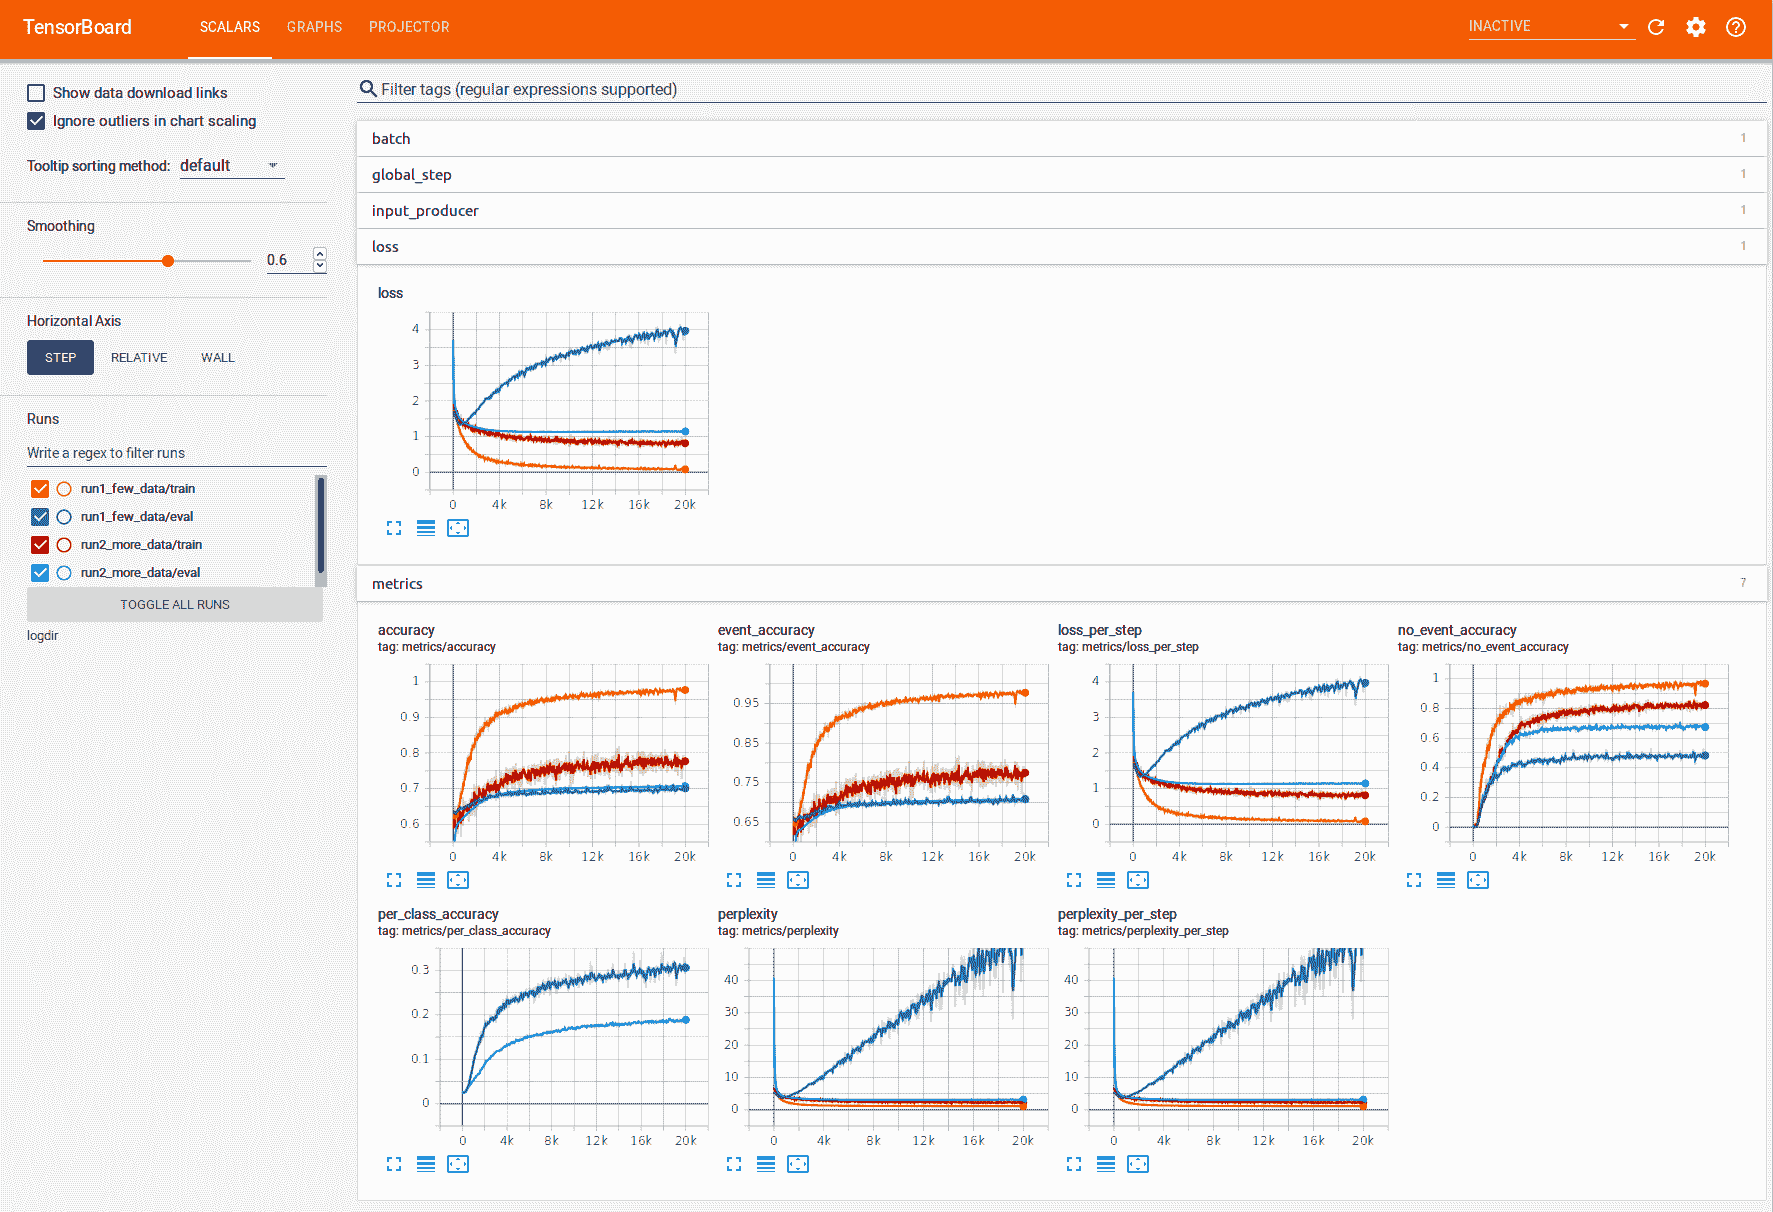 TensorBoard SCALARS GRAPHS PROJECTOR INACTIVE
Show data download links
Ignore outliers in chart scaling
Tooltip sorting method: default
Smoothing
0.6
Horizontal Axis
STEP RELATIVE WALL
Runs
Write a regex to filter runs
run1_few_data/train
run1_few_data/eval
run2_more_data/train
run2_more_data/eval
TOGGLE ALL RUNS
logdir
Filter tags (regular expressions supported)
batch 1
global_step 1
input_producer 1
loss 1
loss
4
3
2
1
0
0 4k 8k 12k 16k 20k
metrics 7
accuracy
tag: metrics/accuracy
1
0.9
0.8
0.7
0.6
0 4k 8k 12k 16k 20k
event_accuracy
tag: metrics/event_accuracy
0.95
0.85
0.75
0.65
0 4k 8k 12k 16k 20k
loss_per_step
tag: metrics/loss_per_step
4
3
2
1
0
0 4k 8k 12k 16k 20k
no_event_accuracy
tag: metrics/no_event_accuracy
1
0.8
0.6
0.4
0.2
0
0 4k 8k 12k 16k 20k
per_class_accuracy
tag: metrics/per_class_accuracy
0.3
0.2
0.1
0
0 4k 8k 12k 16k 20k
perplexity
tag: metrics/perplexity
40
30
20
10
0
0 4k 8k 12k 16k 20k
perplexity_per_step
tag: metrics/perplexity_per_step
40
30
20
10
0
0 4k 8k 12k 16k 20k